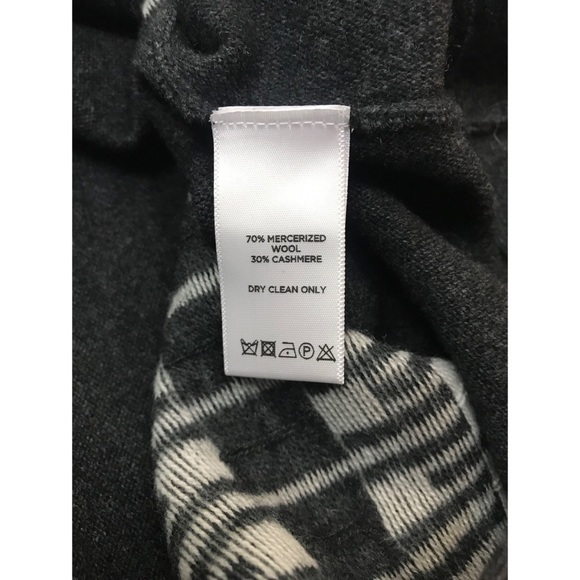 70% MERCERIZED
WOOL
30% CASHMERE
DRY CLEAN ONLY
P